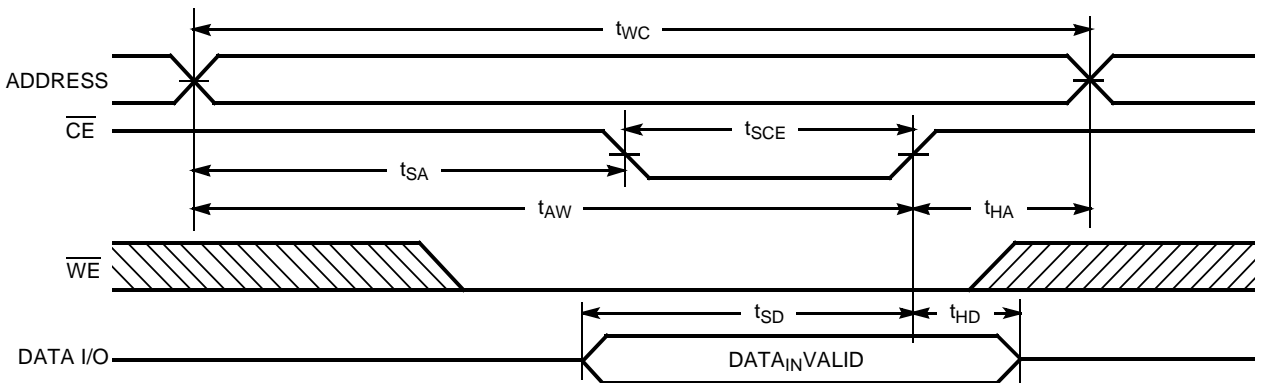 tWC
ADDRESS
CE
tSCE
tSA
tAW
tHA
WE
tSD
tHD
DATA I/O
DATAINVALID